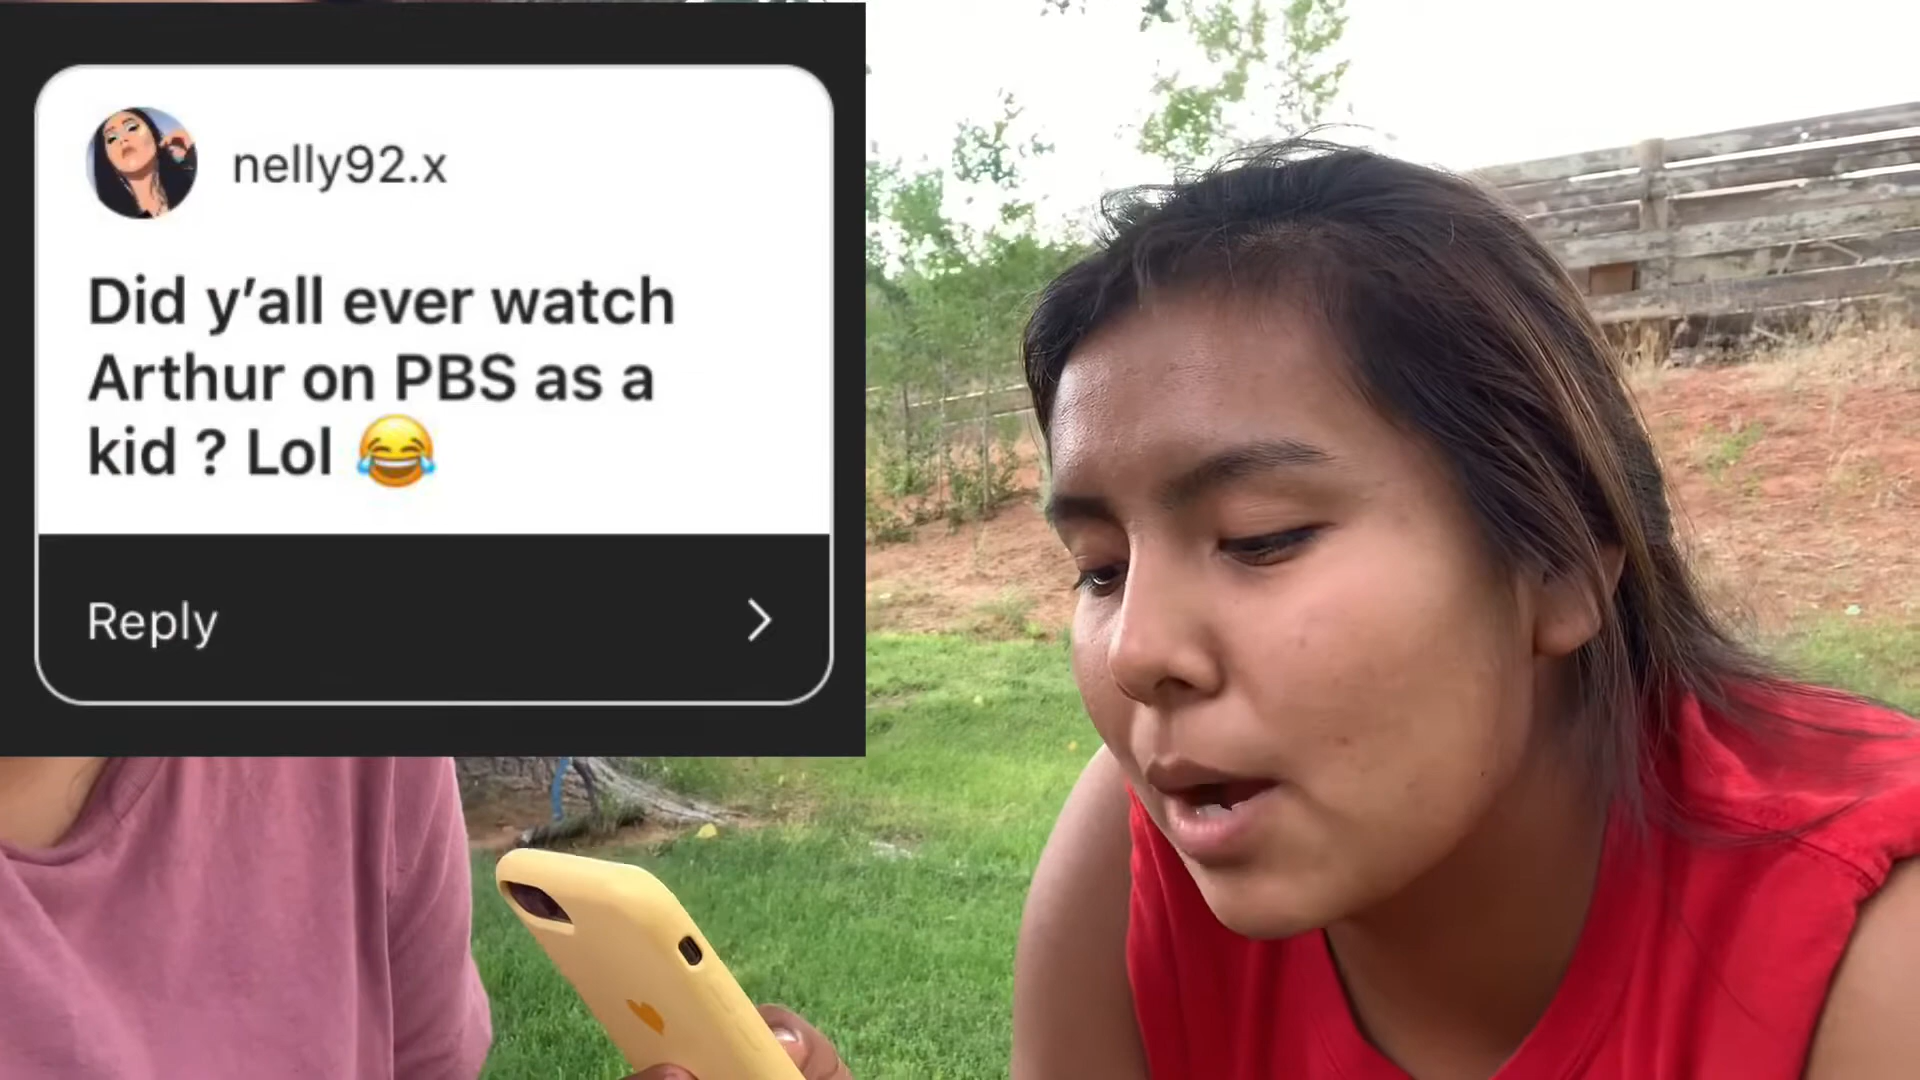 nelly92.x
Did y’all ever watch
Arthur on PBS as a
kid ? Lol 😂
Reply